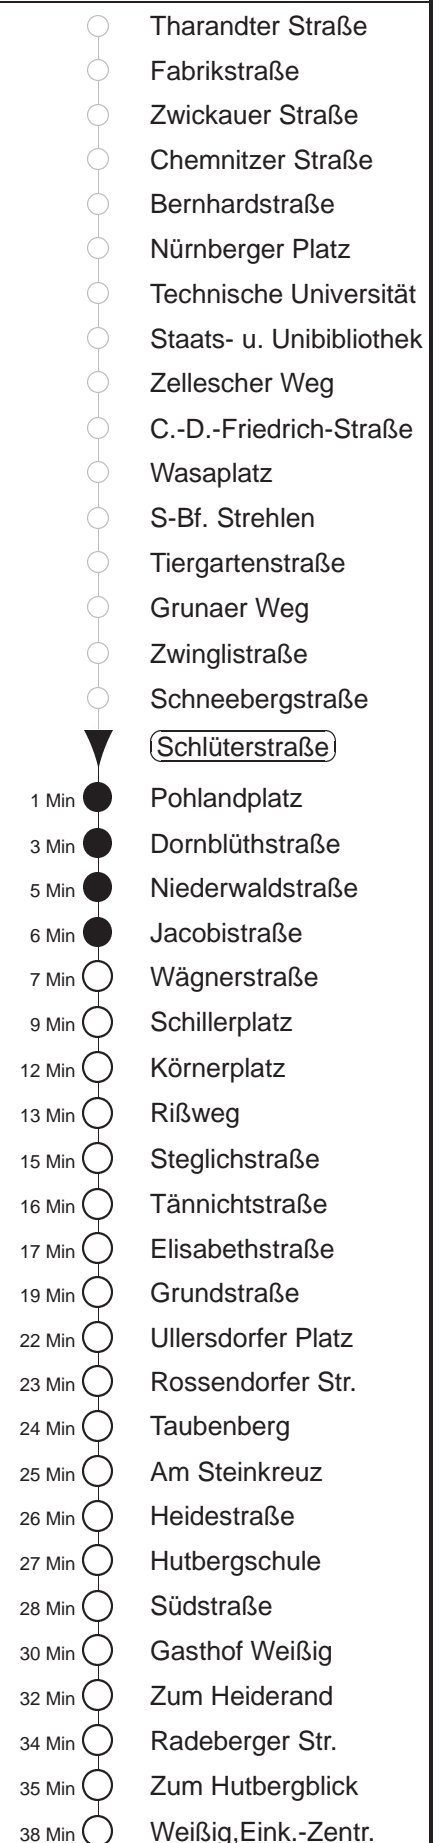 Tharandter Straße
Fabrikstraße
Zwickauer Straße
Chemnitzer Straße
Bernhardstraße
Nürnberger Platz
Technische Universität
Staats- u. Unibibliothek
Zellescher Weg
C.-D.-Friedrich-Straße
Wasaplatz
S-Bf. Strehlen
Tiergartenstraße
Grunaer Weg
Zwinglistraße
Schneebergstraße
Schlüterstraße
1 Min Pohlandplatz
3 Min Dornblüthstraße
5 Min Niederwaldstraße
6 Min Jacobistraße
7 Min Wägnerstraße
9 Min Schillerplatz
12 Min Körnerplatz
13 Min Rißweg
15 Min Steglichstraße
16 Min Tännichtstraße
17 Min Elisabethstraße
19 Min Grundstraße
22 Min Ullersdorfer Platz
23 Min Rossendorfer Str.
24 Min Taubenberg
25 Min Am Steinkreuz
26 Min Heidestraße
27 Min Hutbergschule
28 Min Südstraße
30 Min Gasthof Weißig
32 Min Zum Heiderand
34 Min Radeberger Str.
35 Min Zum Hutbergblick
38 Min Weißig,Eink.-Zentr.